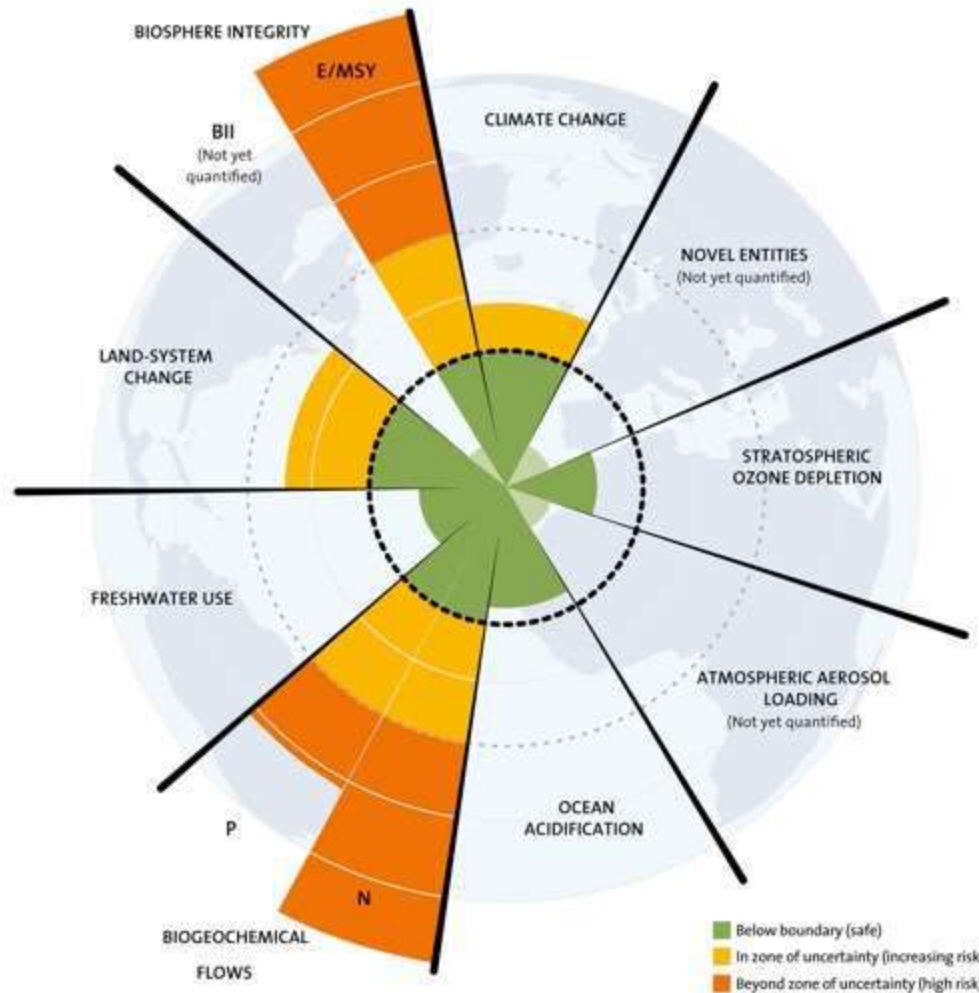 BIOSPHERE INTEGRITY
E/MSY
BII
(Not yet
quantified)
CLIMATE CHANGE
NOVEL ENTITIES
(Not yet quantified)
LAND-SYSTEM
CHANGE
STRATOSPHERIC
OZONE DEPLETION
FRESHWATER USE
ATMOSPHERIC AEROSOL
LOADING
(Not yet quantified)
OCEAN
ACIDIFICATION
P
N
BIOGEOCHEMICAL
FLOWS
Below boundary (safe)
In zone of uncertainty (increasing risk
Beyond zone of uncertainty (high risk